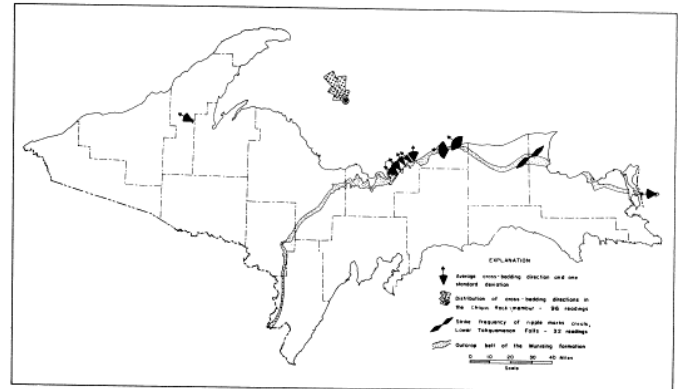 EXPLANATION
Average cross-bedding direction and one
standard deviation
Distribution of cross-bedding directions in
the Chapel Rock member - 96 readings
Strike frequency of ripple marks crests,
Lower Tahquamenon Falls - 32 readings
Outcrop belt of the Munising formation
0 10 20 30 40 Miles
Scale